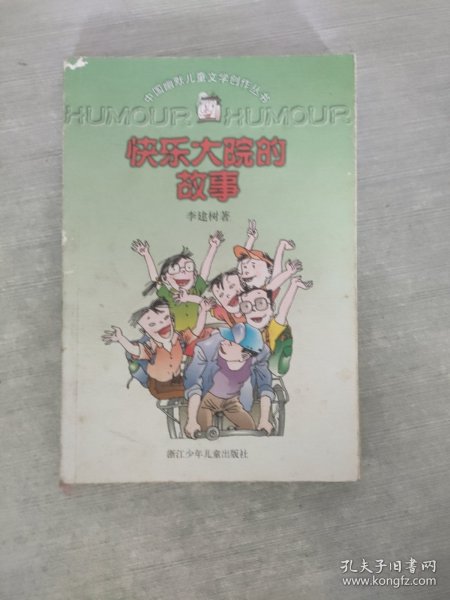 中国幽默儿童文学创作丛书
HUMOUR HUMOUR
快乐大院的
故事
李建树著
浙江少年儿童出版社
孔夫子旧书网
www.kongfz.com